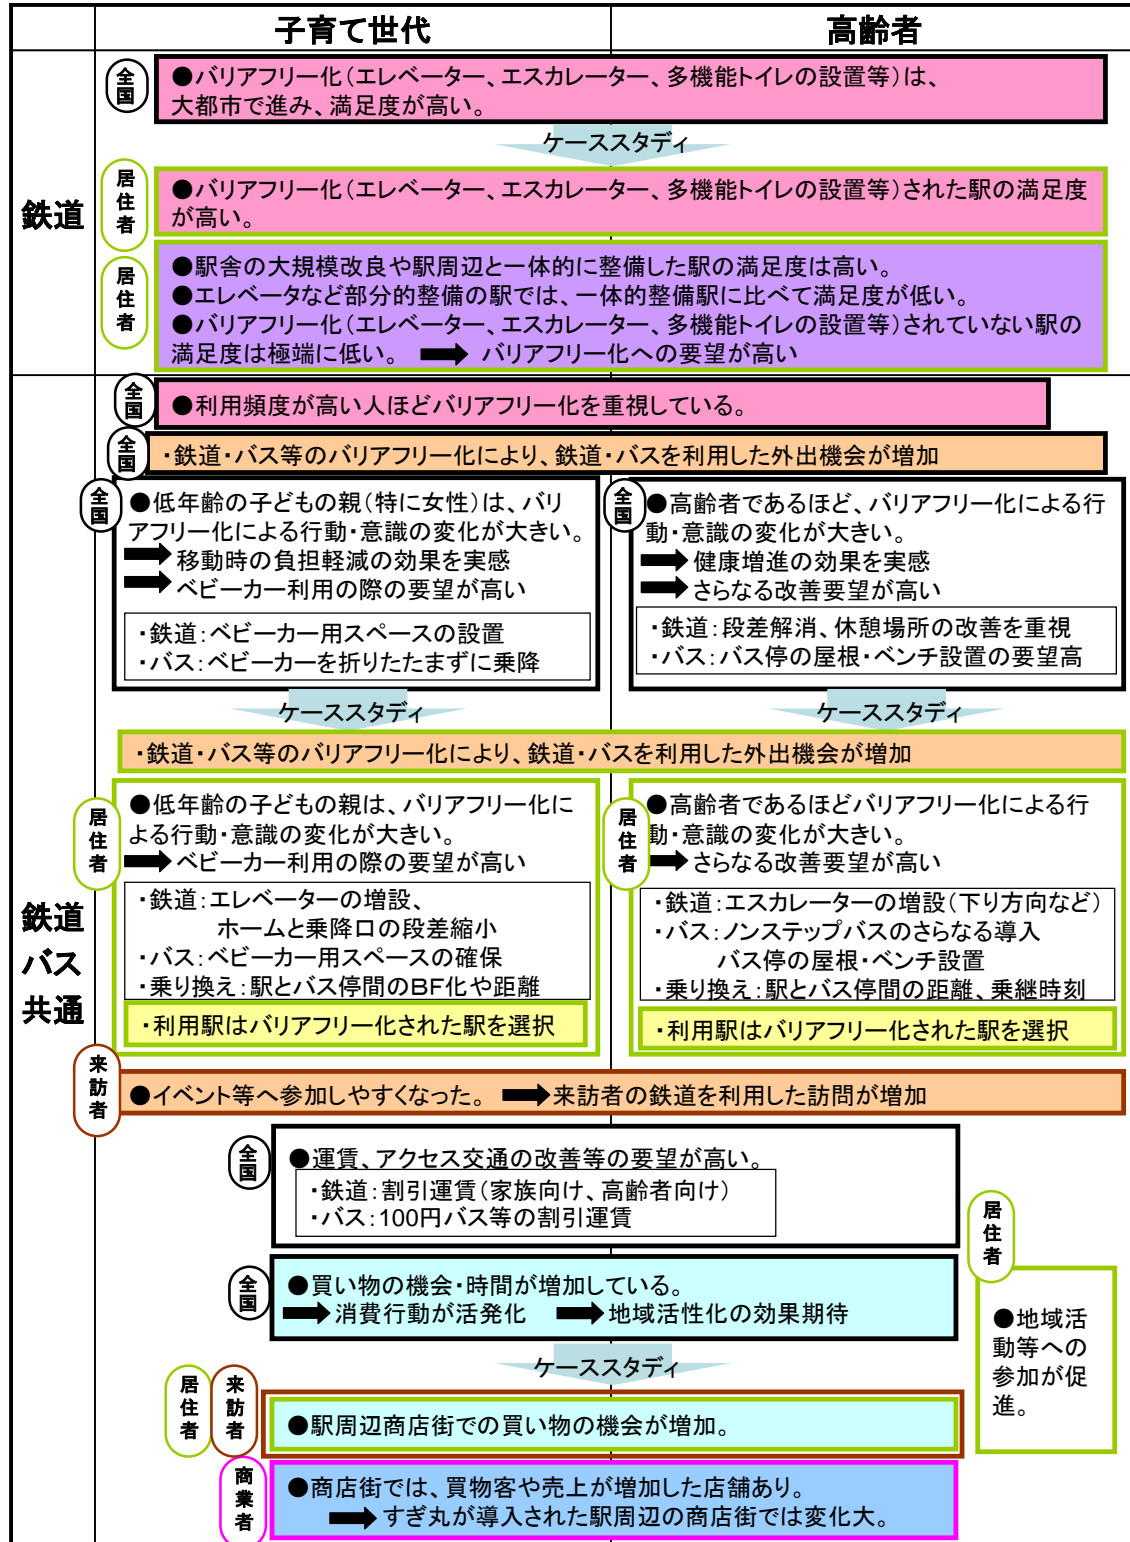 子育て世代
高齢者
鉄道
全国
●バリアフリー化(エレベーター、エスカレーター、多機能トイレの設置等)は、
大都市で進み、満足度が高い。
ケーススタディ
居住者
●バリアフリー化(エレベーター、エスカレーター、多機能トイレの設置等)された駅の満足度
が高い。
居住者
●駅舎の大規模改良や駅周辺と一体的に整備した駅の満足度は高い。
●エレベータなど部分的整備の駅では、一体的整備駅に比べて満足度が低い。
●バリアフリー化(エレベーター、エスカレーター、多機能トイレの設置等)されていない駅の
満足度は極端に低い。 ➡ バリアフリー化への要望が高い
鉄道
バス
共通
全国
●利用頻度が高い人ほどバリアフリー化を重視している。
全国
・鉄道・バス等のバリアフリー化により、鉄道・バスを利用した外出機会が増加
全国
●低年齢の子どもの親(特に女性)は、バリ
アフリー化による行動・意識の変化が大きい。
➡ 移動時の負担軽減の効果を実感
➡ ベビーカー利用の際の要望が高い
・鉄道:ベビーカー用スペースの設置
・バス:ベビーカーを折りたたまずに乗降
全国
●高齢者であるほど、バリアフリー化による行
動・意識の変化が大きい。
➡ 健康増進の効果を実感
➡ さらなる改善要望が高い
・鉄道:段差解消、休憩場所の改善を重視
・バス:バス停の屋根・ベンチ設置の要望高
ケーススタディ
ケーススタディ
・鉄道・バス等のバリアフリー化により、鉄道・バスを利用した外出機会が増加
居住者
●低年齢の子どもの親は、バリアフリー化に
よる行動・意識の変化が大きい。
➡ ベビーカー利用の際の要望が高い
・鉄道:エレベーターの増設、
ホームと乗降口の段差縮小
・バス:ベビーカー用スペースの確保
・乗り換え:駅とバス停間のBF化や距離
・利用駅はバリアフリー化された駅を選択
居住者
●高齢者であるほどバリアフリー化による行
動・意識の変化が大きい。
➡ さらなる改善要望が高い
・鉄道:エスカレーターの増設(下り方向など)
・バス:ノンステップバスのさらなる導入
バス停の屋根・ベンチ設置
・乗り換え:駅とバス停間の距離、乗継時刻
・利用駅はバリアフリー化された駅を選択
来訪者
●イベント等へ参加しやすくなった。 ➡ 来訪者の鉄道を利用した訪問が増加
全国
●運賃、アクセス交通の改善等の要望が高い。
・鉄道:割引運賃(家族向け、高齢者向け)
・バス:100円バス等の割引運賃
全国
●買い物の機会・時間が増加している。
➡ 消費行動が活発化 ➡ 地域活性化の効果期待
居住者
●地域活
動等への
参加が促
進。
ケーススタディ
居住者
来訪者
●駅周辺商店街での買い物の機会が増加。
商業者
●商店街では、買物客や売上が増加した店舗あり。
➡ すぎ丸が導入された駅周辺の商店街では変化大。